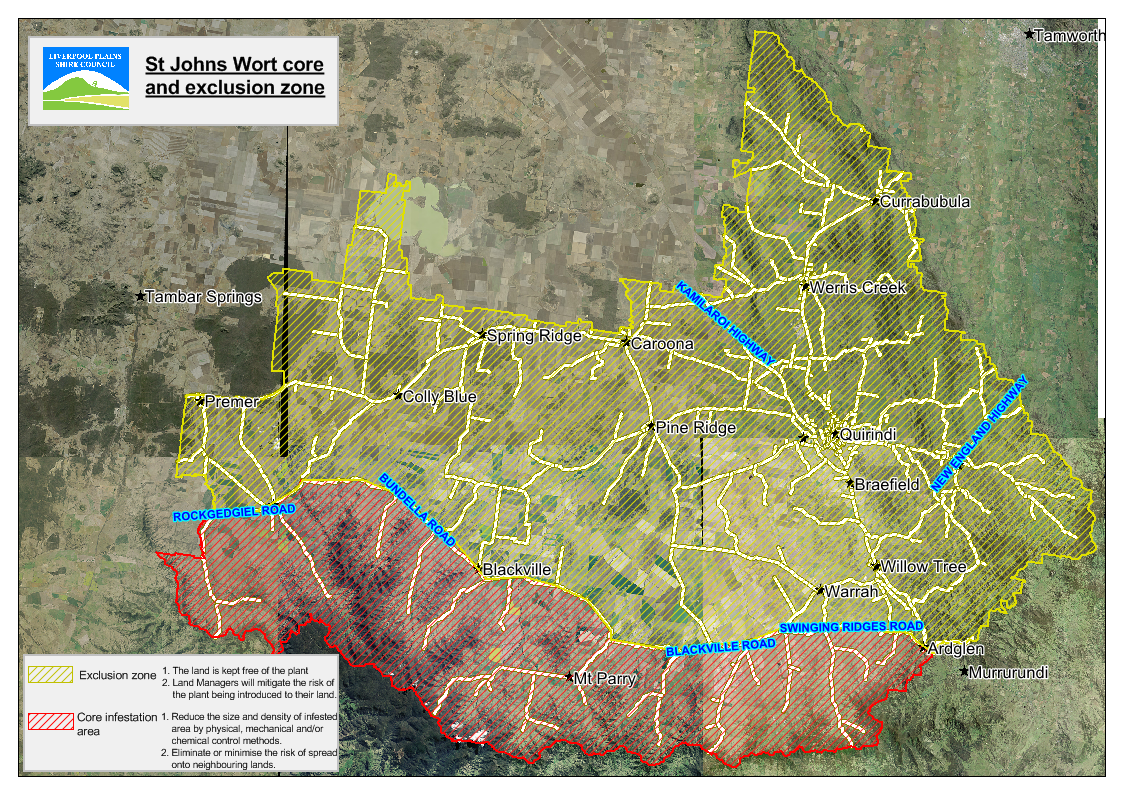 LIVERPOOL PLAINS
SHIRE COUNCIL
St Johns Wort core
and exclusion zone
Tamworth
Currabubula
Werris Creek
Tambar Springs
KAMILAROI HIGHWAY
Spring Ridge
Caroona
Premer
Colly Blue
Pine Ridge
Quirindi
NEW ENGLAND HIGHWAY
Braefield
BUNDELLA ROAD
ROCKGEDGIEL ROAD
Blackville
Willow Tree
Warrah
SWINGING RIDGES ROAD
BLACKVILLE ROAD
Ardglen
Murrurundi
Mt Parry
Exclusion zone
1. The land is kept free of the plant
2. Land Managers will mitigate the risk of
the plant being introduced to their land.
Core infestation
area
1. Reduce the size and density of infested
area by physical, mechanical and/or
chemical control methods.
2. Eliminate or minimise the risk of spread
onto neighbouring lands.